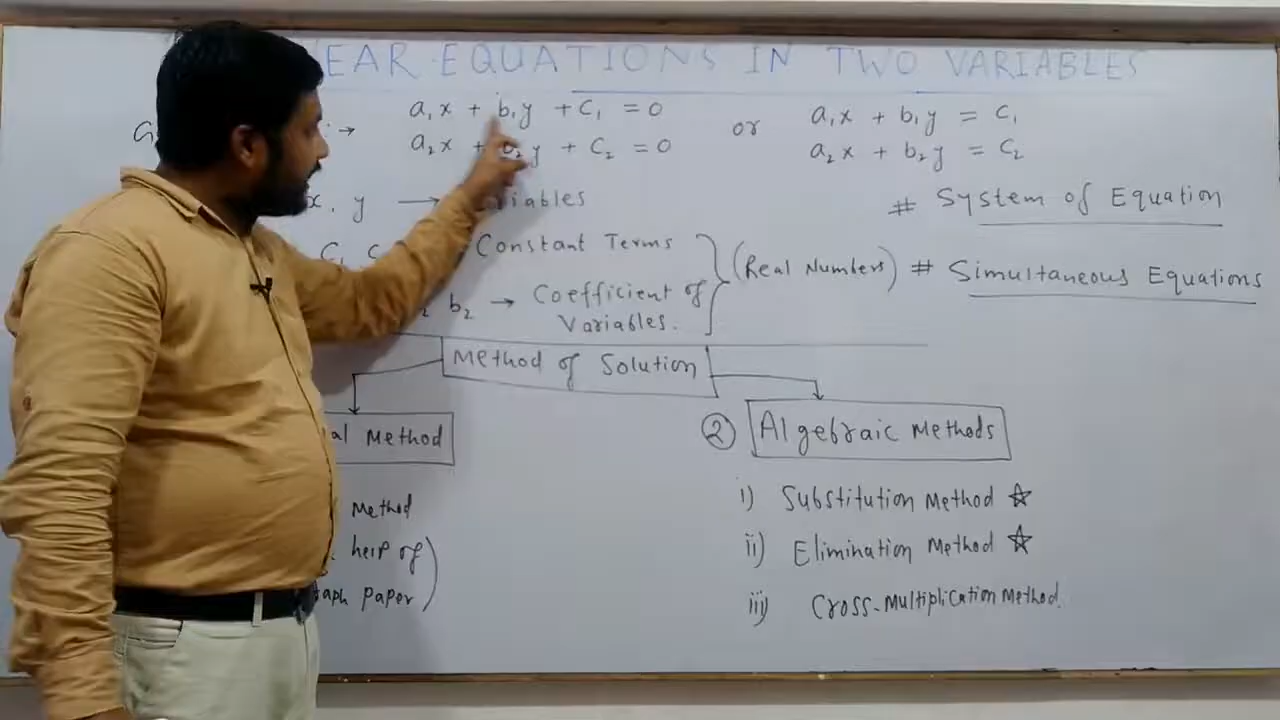 EAR EQUATIONS IN TWO VARIABLES
→ a₁x + b₁y + C₁ = 0 or a₁x + b₁y = C₁
a₂x + b₂y + C₂ = 0 a₂x + b₂y = C₂
x, y → iables
# System of Equation
C₁ C Constant Terms
(Real Numbers) # Simultaneous Equations
b₂ → Coefficient of
Variables.
Method of Solution
al Method
② Algebraic Methods
Method
help of
aph paper)
i) Substitution Method ☆
ii) Elimination Method ☆
iii) Cross-Multiplication Method.